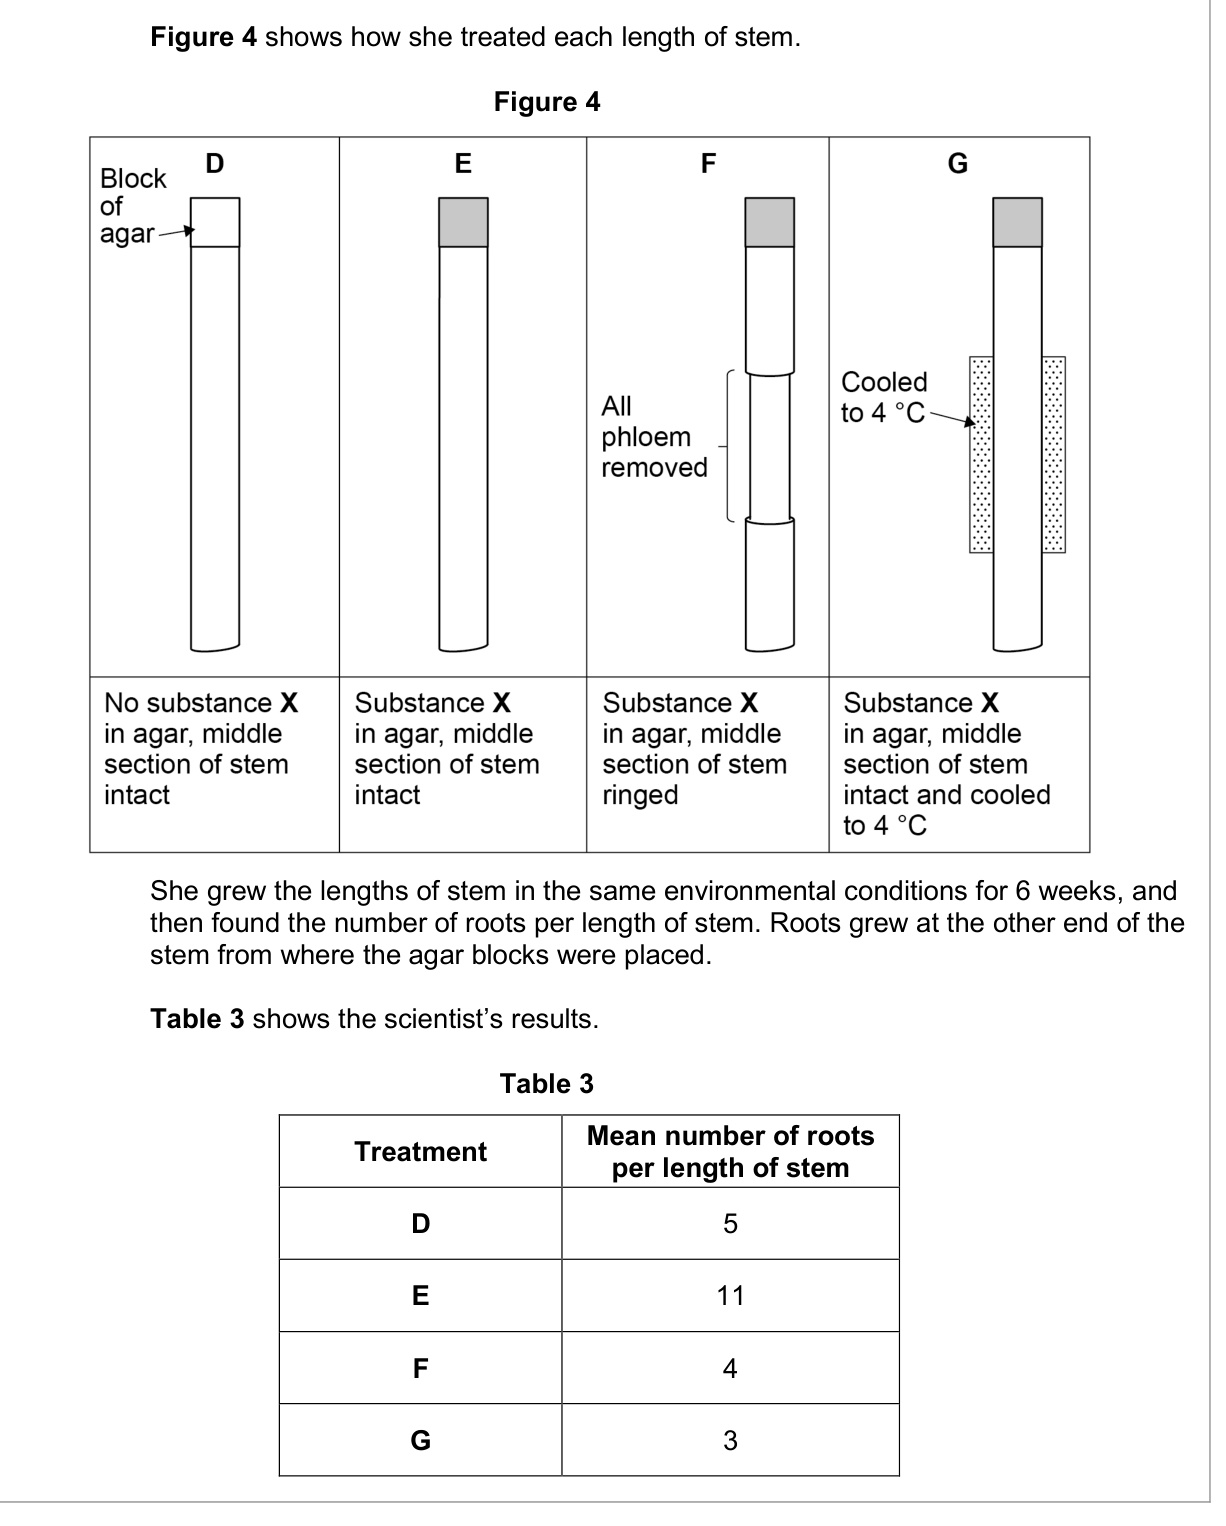 Figure 4 shows how she treated each length of stem.
Figure 4
D
Block
of
agar
E
F
All
phloem
removed
G
Cooled
to 4 °C
No substance X
in agar, middle
section of stem
intact
Substance X
in agar, middle
section of stem
intact
Substance X
in agar, middle
section of stem
ringed
Substance X
in agar, middle
section of stem
intact and cooled
to 4 °C
She grew the lengths of stem in the same environmental conditions for 6 weeks, and
then found the number of roots per length of stem. Roots grew at the other end of the
stem from where the agar blocks were placed.
Table 3 shows the scientist’s results.
Table 3
Treatment
Mean number of roots
per length of stem
D 5
E 11
F 4
G 3